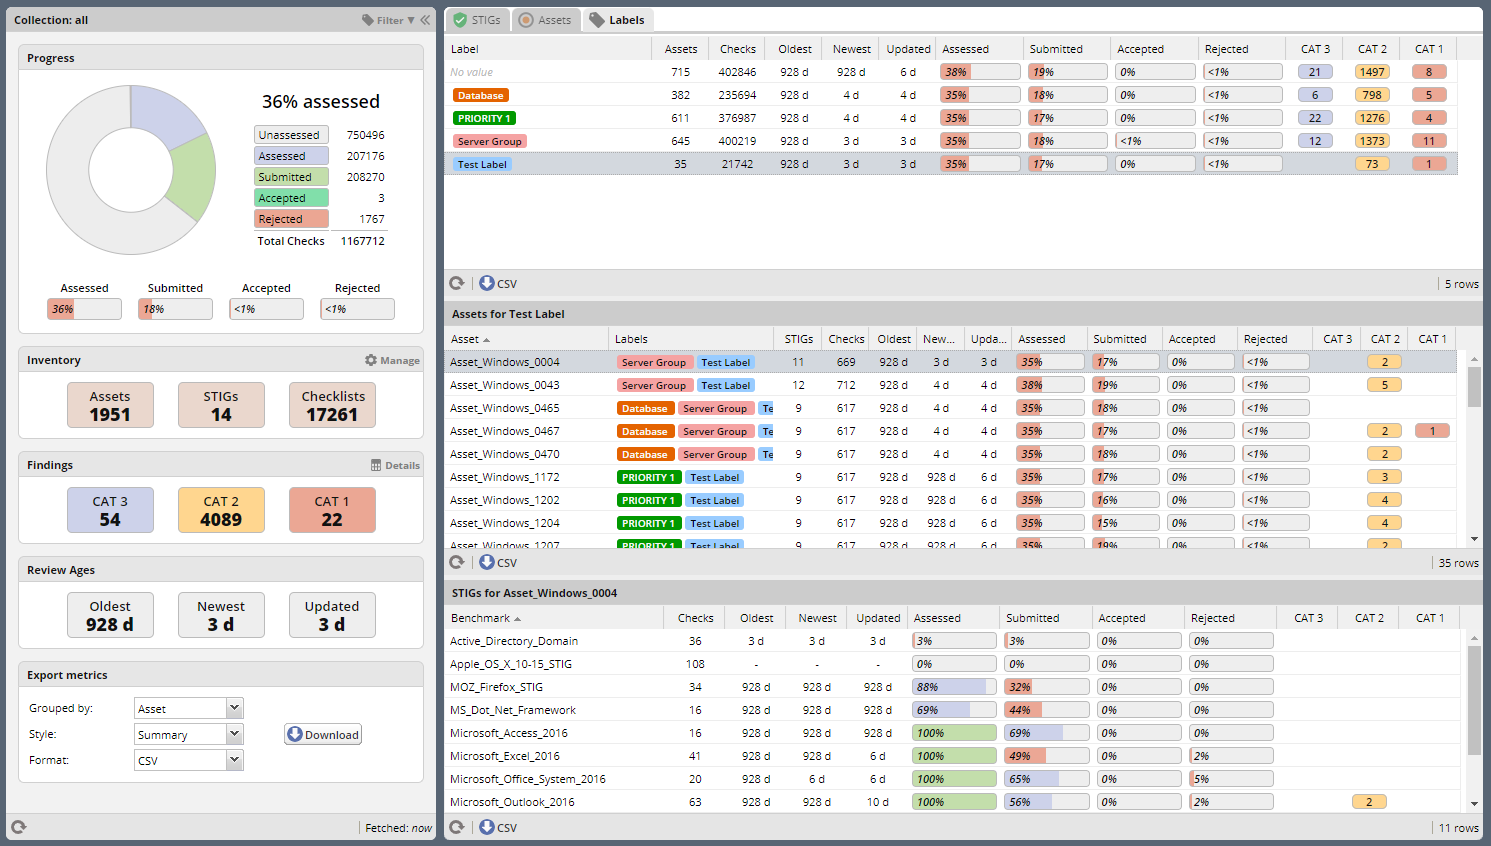 Collection: all Filter
Progress
36% assessed
Unassessed 750496
Assessed 207176
Submitted 208270
Accepted 3
Rejected 1767
Total Checks 1167712
Assessed Submitted Accepted Rejected
36% 18% <1% <1%
Inventory Manage
Assets STIGs Checklists
1951 14 17261
Findings Details
CAT 3 CAT 2 CAT 1
54 4089 22
Review Ages
Oldest Newest Updated
928 d 3 d 3 d
Export metrics
Grouped by: Asset
Style: Summary Download
Format: CSV
Fetched: now
STIGs Assets Labels
Label Assets Checks Oldest Newest Updated Assessed Submitted Accepted Rejected CAT 3 CAT 2 CAT 1
No value 715 402846 928 d 928 d 6 d 38% 19% 0% <1% 21 1497 8
Database 382 235694 928 d 4 d 4 d 35% 18% 0% <1% 6 798 5
PRIORITY 1 611 376987 928 d 4 d 4 d 35% 17% 0% <1% 22 1276 4
Server Group 645 400219 928 d 3 d 3 d 35% 18% <1% <1% 12 1373 11
Test Label 35 21742 928 d 3 d 3 d 35% 17% 0% <1% 73 1
CSV 5 rows
Assets for Test Label
Asset Labels STIGs Checks Oldest New... Upda... Assessed Submitted Accepted Rejected CAT 3 CAT 2 CAT 1
Asset_Windows_0004 Server Group Test Label 11 669 928 d 3 d 3 d 35% 17% 0% <1% 2
Asset_Windows_0043 Server Group Test Label 12 712 928 d 4 d 4 d 38% 19% 0% <1% 5
Asset_Windows_0465 Database Server Group Te 9 617 928 d 4 d 4 d 35% 18% 0% <1%
Asset_Windows_0467 Database Server Group Te 9 617 928 d 4 d 4 d 35% 17% 0% <1% 2 1
Asset_Windows_0470 Database Server Group Te 9 617 928 d 4 d 4 d 35% 18% 0% <1% 2
Asset_Windows_1172 PRIORITY 1 Test Label 9 617 928 d 928 d 6 d 35% 17% 0% <1% 3
Asset_Windows_1202 PRIORITY 1 Test Label 9 617 928 d 928 d 6 d 35% 16% 0% <1% 4
Asset_Windows_1204 PRIORITY 1 Test Label 9 617 928 d 928 d 6 d 35% 15% 0% <1% 4
Asset_Windows_1207 PRIORITY 1 Test Label 9 617 928 d 928 d 6 d 35% 19% 0% <1% 2
CSV 35 rows
STIGs for Asset_Windows_0004
Benchmark Checks Oldest Newest Updated Assessed Submitted Accepted Rejected CAT 3 CAT 2 CAT 1
Active_Directory_Domain 36 3 d 3 d 3 d 3% 3% 0% 0%
Apple_OS_X_10-15_STIG 108 - - - 0% 0% 0% 0%
MOZ_Firefox_STIG 34 928 d 928 d 928 d 88% 32% 0% 0%
MS_Dot_Net_Framework 16 928 d 928 d 928 d 69% 44% 0% 0%
Microsoft_Access_2016 16 928 d 928 d 928 d 100% 69% 0% 0%
Microsoft_Excel_2016 41 928 d 928 d 6 d 100% 49% 0% 2%
Microsoft_Office_System_2016 20 928 d 6 d 6 d 100% 65% 0% 5%
Microsoft_Outlook_2016 63 928 d 928 d 10 d 100% 56% 0% 2% 2
CSV 11 rows